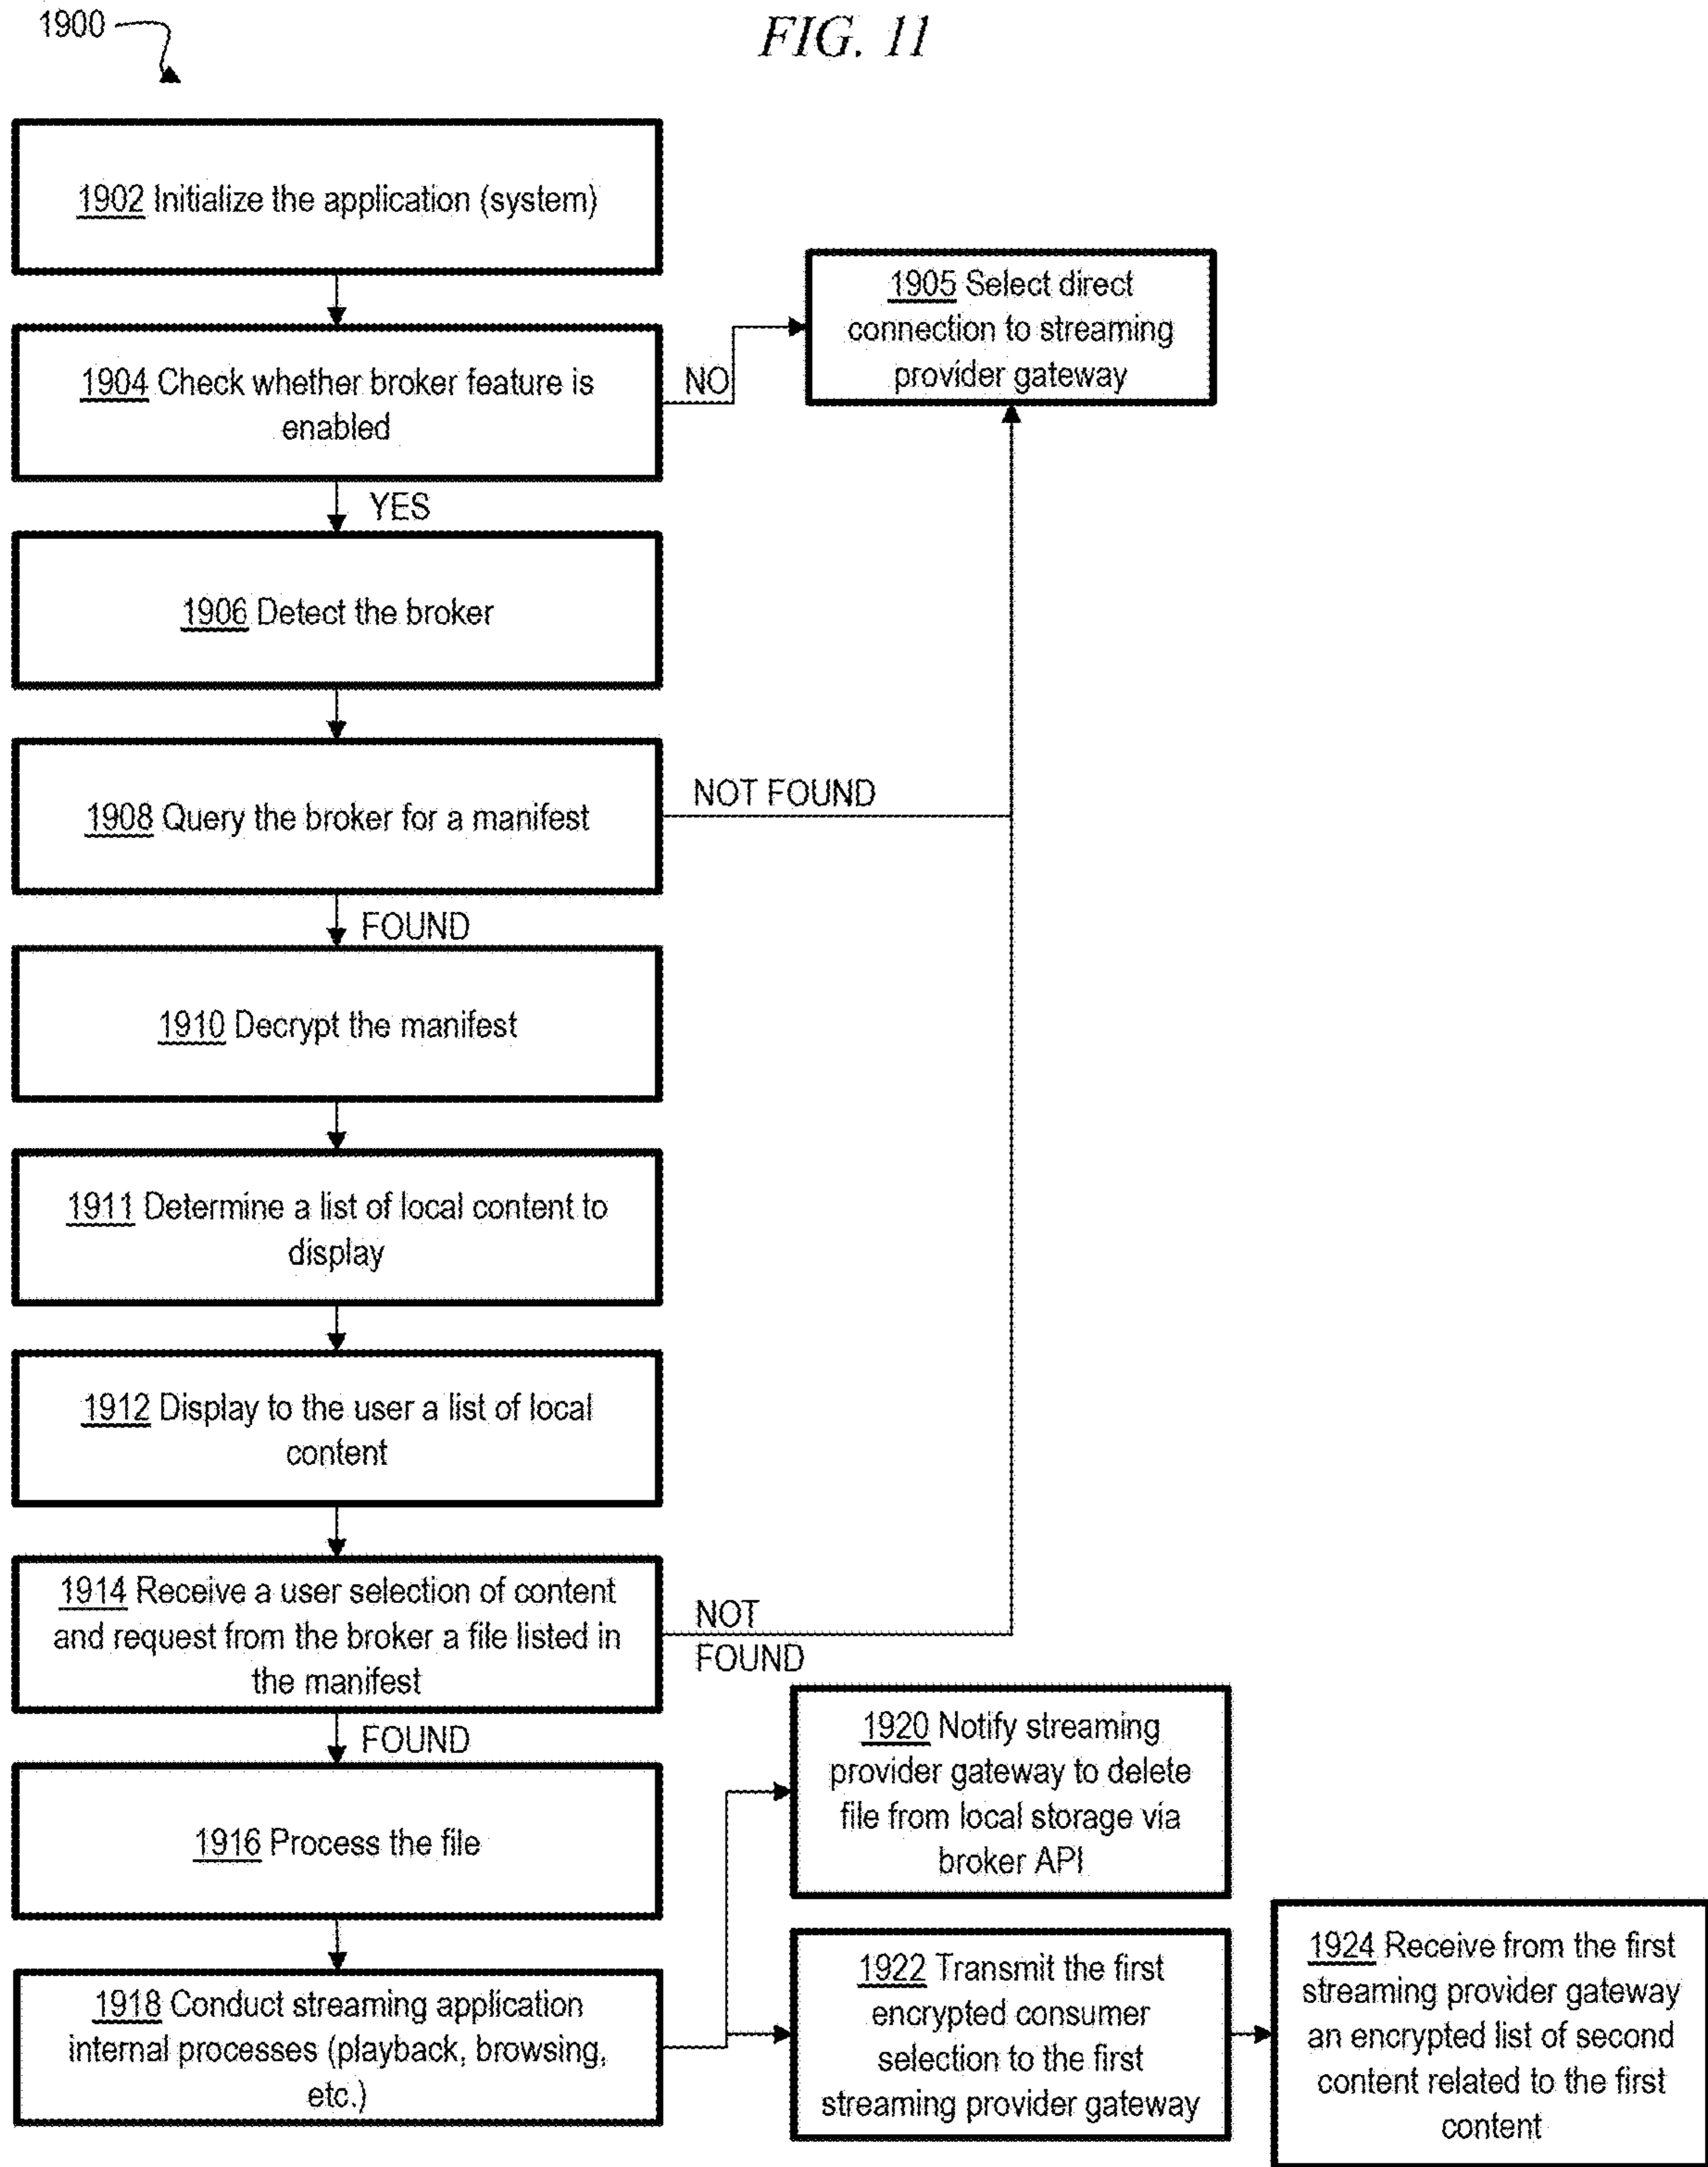 1900
FIG. 11
1902 Initialize the application (system)
1905 Select direct
connection to streaming
provider gateway
1904 Check whether broker feature is
enabled
NO
YES
1906 Detect the broker
1908 Query the broker for a manifest
NOT FOUND
FOUND
1910 Decrypt the manifest
1911 Determine a list of local content to
display
1912 Display to the user a list of local
content
1914 Receive a user selection of content
and request from the broker a file listed in
the manifest
NOT
FOUND
FOUND
1920 Notify streaming
provider gateway to delete
file from local storage via
broker API
1916 Process the file
1918 Conduct streaming application
internal processes (playback, browsing,
etc.)
1922 Transmit the first
encrypted consumer
selection to the first
streaming provider gateway
1924 Receive from the first
streaming provider gateway
an encrypted list of second
content related to the first
content